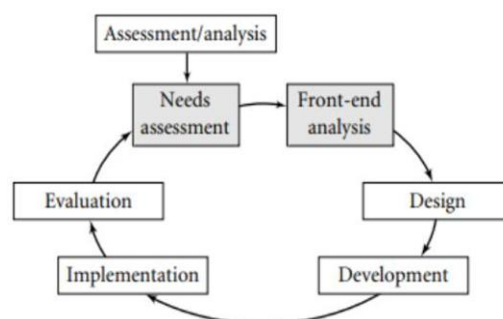 Assessment/analysis
Needs
assessment
Front-end
analysis
Evaluation
Design
Implementation
Development